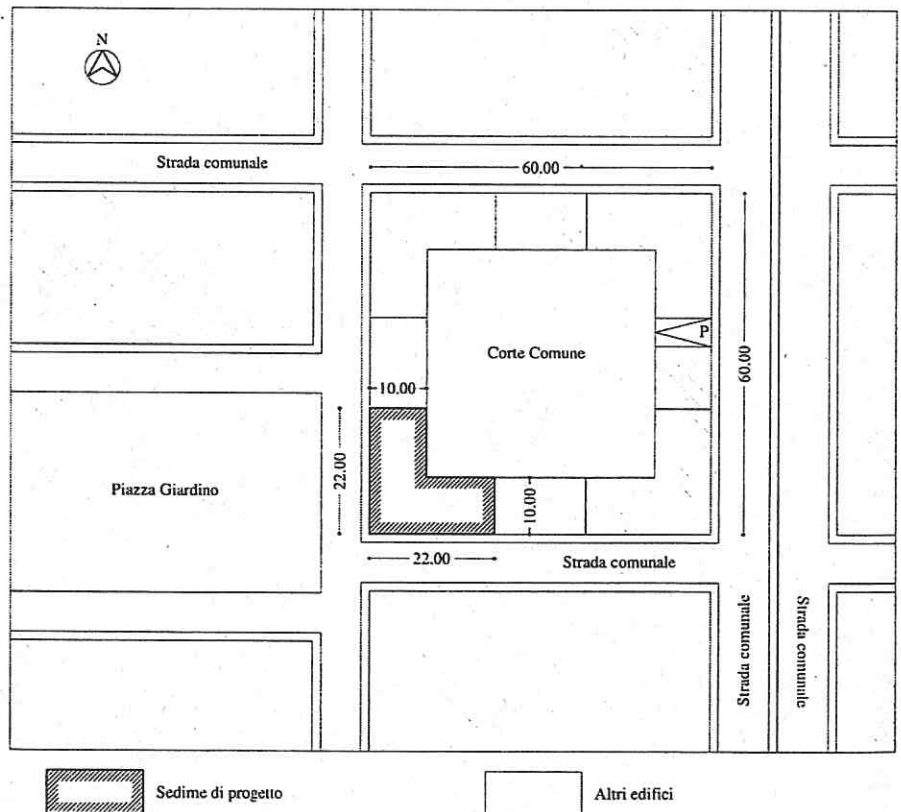 N
Strada comunale
60.00
P
Corte Comune
60.00
10.00
22.00
Piazza Giardino
10.00
22.00
Strada comunale
Strada comunale
Strada comunale
Sedime di progetto
Altri edifici